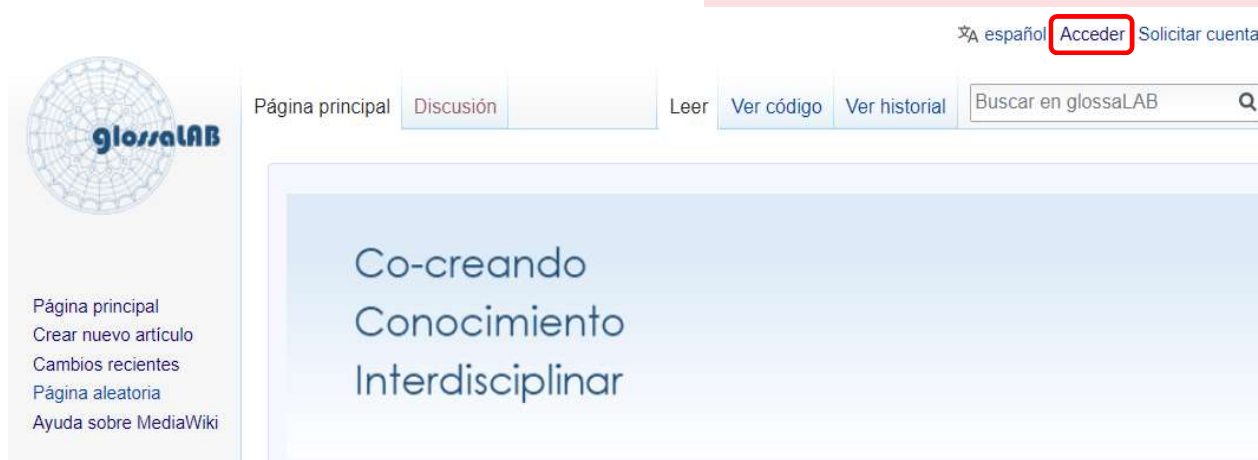 español Acceder Solicitar cuenta
glossaLAB
Página principal Discusión Leer Ver código Ver historial Buscar en glossaLAB
Co-creando
Conocimiento
Interdisciplinar
Página principal
Crear nuevo artículo
Cambios recientes
Página aleatoria
Ayuda sobre MediaWiki